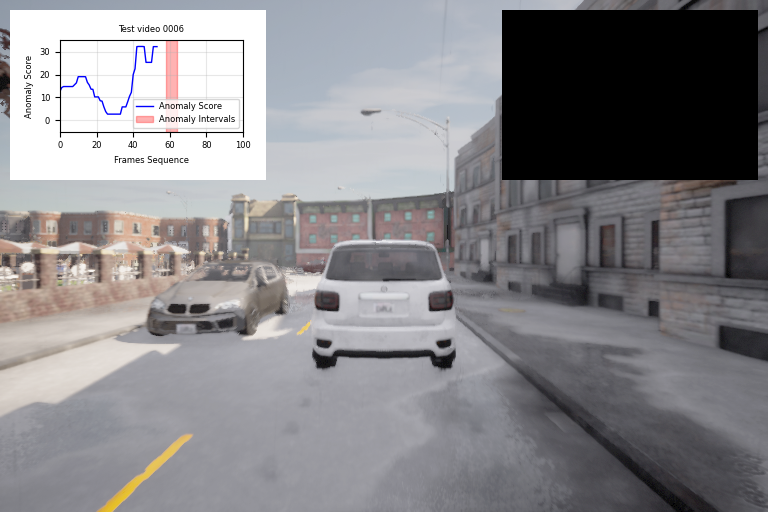 Test video 0006
Anomaly Score
30
20
10
0
Anomaly Score
Anomaly Intervals
0 20 40 60 80 100
Frames Sequence